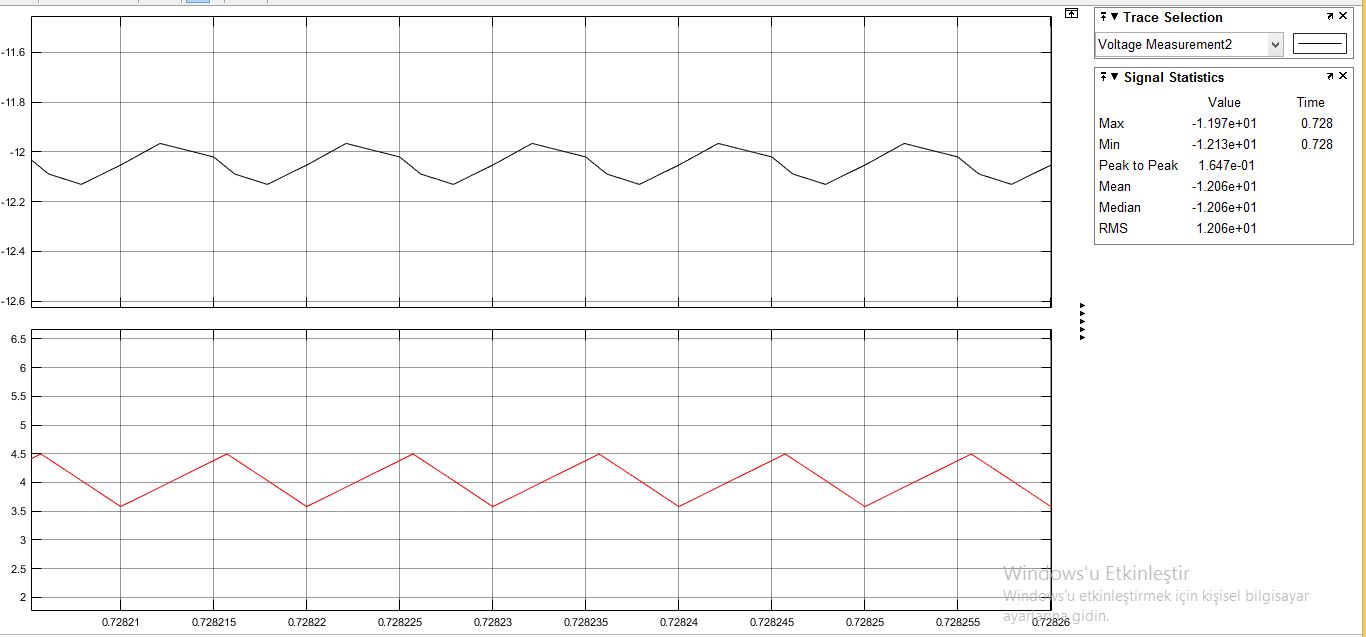 Trace Selection
Voltage Measurement2
Signal Statistics
Value Time
Max -1.197e+01 0.728
Min -1.213e+01 0.728
Peak to Peak 1.647e-01
Mean -1.206e+01
Median -1.206e+01
RMS 1.206e+01
-11.6
-11.8
-12
-12.2
-12.4
-12.6
6.5
6
5.5
5
4.5
4
3.5
3
2.5
2
0.72821 0.728215 0.72822 0.728225 0.72823 0.728235 0.72824 0.728245 0.72825 0.728255 0.72826
Windows'u Etkinleştir
Windows'u etkinleştirmek için kişisel bilgisayar
ayarlarına gidin.